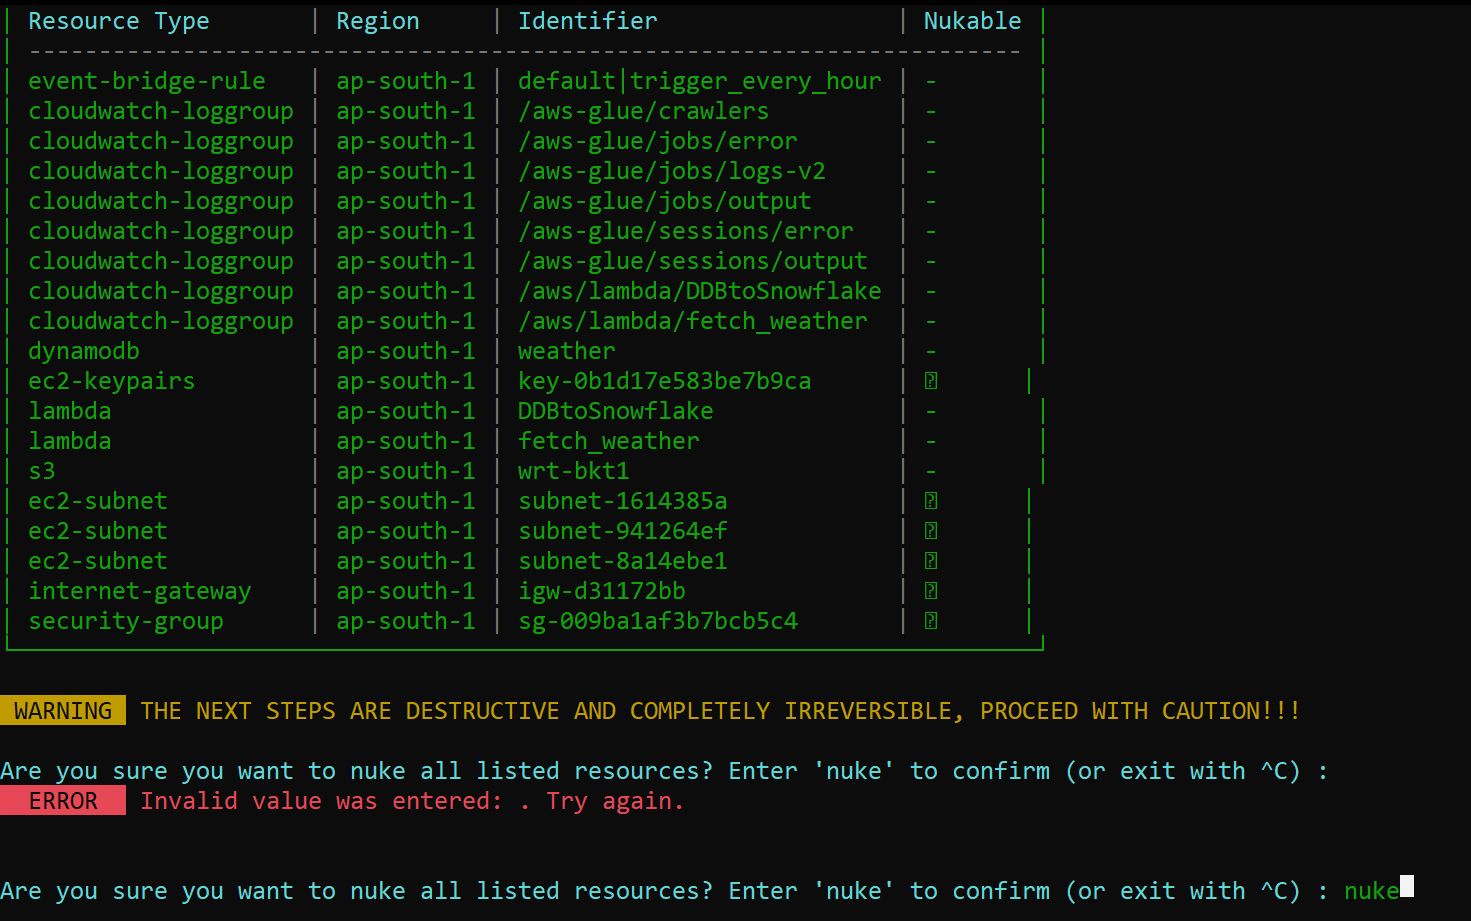 Resource Type | Region | Identifier | Nukable
-----------------------------------------------------------------------
event-bridge-rule | ap-south-1 | default|trigger_every_hour | -
cloudwatch-loggroup | ap-south-1 | /aws-glue/crawlers | -
cloudwatch-loggroup | ap-south-1 | /aws-glue/jobs/error | -
cloudwatch-loggroup | ap-south-1 | /aws-glue/jobs/logs-v2 | -
cloudwatch-loggroup | ap-south-1 | /aws-glue/jobs/output | -
cloudwatch-loggroup | ap-south-1 | /aws-glue/sessions/error | -
cloudwatch-loggroup | ap-south-1 | /aws-glue/sessions/output | -
cloudwatch-loggroup | ap-south-1 | /aws/lambda/DDBtoSnowflake | -
cloudwatch-loggroup | ap-south-1 | /aws/lambda/fetch_weather | -
dynamodb | ap-south-1 | weather | -
ec2-keypairs | ap-south-1 | key-0b1d17e583be7b9ca | ⍰
lambda | ap-south-1 | DDBtoSnowflake | -
lambda | ap-south-1 | fetch_weather | -
s3 | ap-south-1 | wrt-bkt1 | -
ec2-subnet | ap-south-1 | subnet-1614385a | ⍰
ec2-subnet | ap-south-1 | subnet-941264ef | ⍰
ec2-subnet | ap-south-1 | subnet-8a14ebe1 | ⍰
internet-gateway | ap-south-1 | igw-d31172bb | ⍰
security-group | ap-south-1 | sg-009ba1af3b7bcb5c4 | ⍰
WARNING THE NEXT STEPS ARE DESTRUCTIVE AND COMPLETELY IRREVERSIBLE, PROCEED WITH CAUTION!!!
Are you sure you want to nuke all listed resources? Enter 'nuke' to confirm (or exit with ^C) :
ERROR Invalid value was entered: . Try again.
Are you sure you want to nuke all listed resources? Enter 'nuke' to confirm (or exit with ^C) : nuke